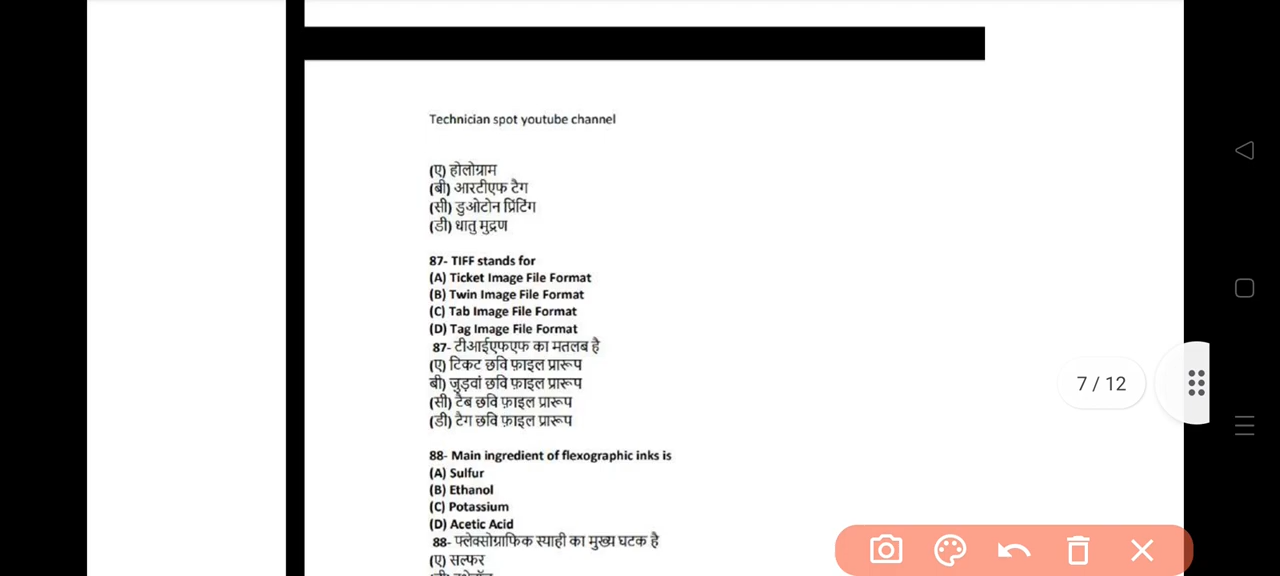 Technician spot youtube channel
(ए) होलोग्राम
(बी) आरटीएफ टैग
(सी) डुओटोन प्रिंटिंग
(डी) धातु मुद्रण
87- TIFF stands for
(A) Ticket Image File Format
(B) Twin Image File Format
(C) Tab Image File Format
(D) Tag Image File Format
87- टीआईएफएफ का मतलब है
(ए) टिकट छवि फ़ाइल प्रारूप
बी) जुड़वां छवि फ़ाइल प्रारूप
(सी) टैब छवि फ़ाइल प्रारूप
(डी) टैग छवि फ़ाइल प्रारूप
7 / 12
88- Main ingredient of flexographic inks is
(A) Sulfur
(B) Ethanol
(C) Potassium
(D) Acetic Acid
88- फ्लेक्सोग्राफिक स्याही का मुख्य घटक है
(ए) सल्फर